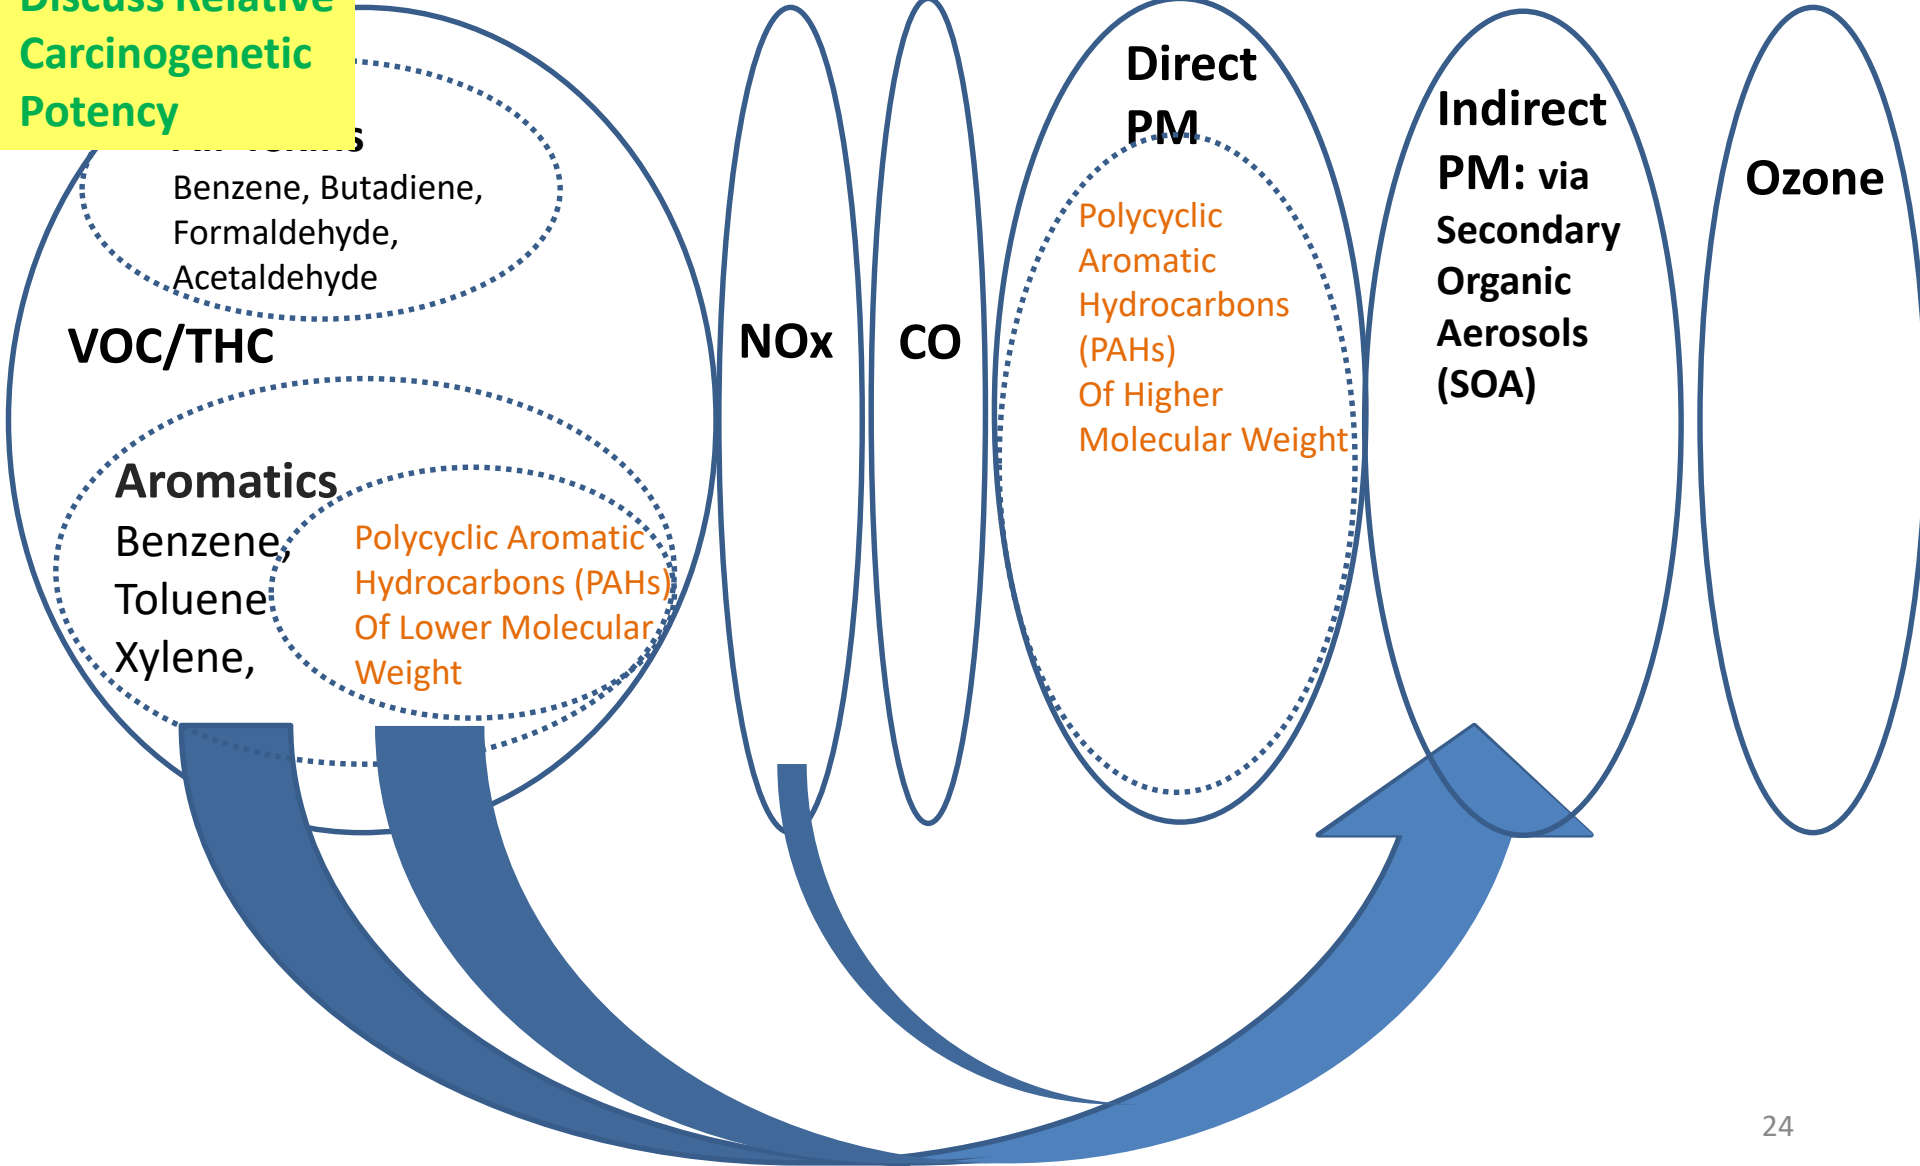 Discuss Relative
Carcinogenetic
Potency
Benzene, Butadiene,
Formaldehyde,
Acetaldehyde
VOC/THC
Aromatics
Benzene,
Toluene
Xylene,
Polycyclic Aromatic
Hydrocarbons (PAHs)
Of Lower Molecular
Weight
NOx
CO
Direct
PM
Polycyclic
Aromatic
Hydrocarbons
(PAHs)
Of Higher
Molecular Weight
Indirect
PM: via
Secondary
Organic
Aerosols
(SOA)
Ozone
24